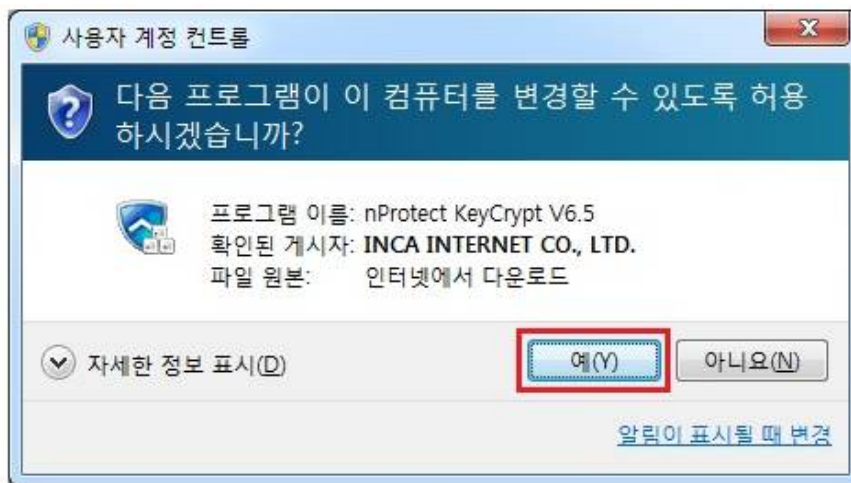 사용자 계정 컨트롤
다음 프로그램이 이 컴퓨터를 변경할 수 있도록 허용
하시겠습니까?
프로그램 이름: nProtect KeyCrypt V6.5
확인된 게시자: INCA INTERNET CO., LTD.
파일 원본: 인터넷에서 다운로드
자세한 정보 표시(D)
예(Y)
아니요(N)
알림이 표시될 때 변경